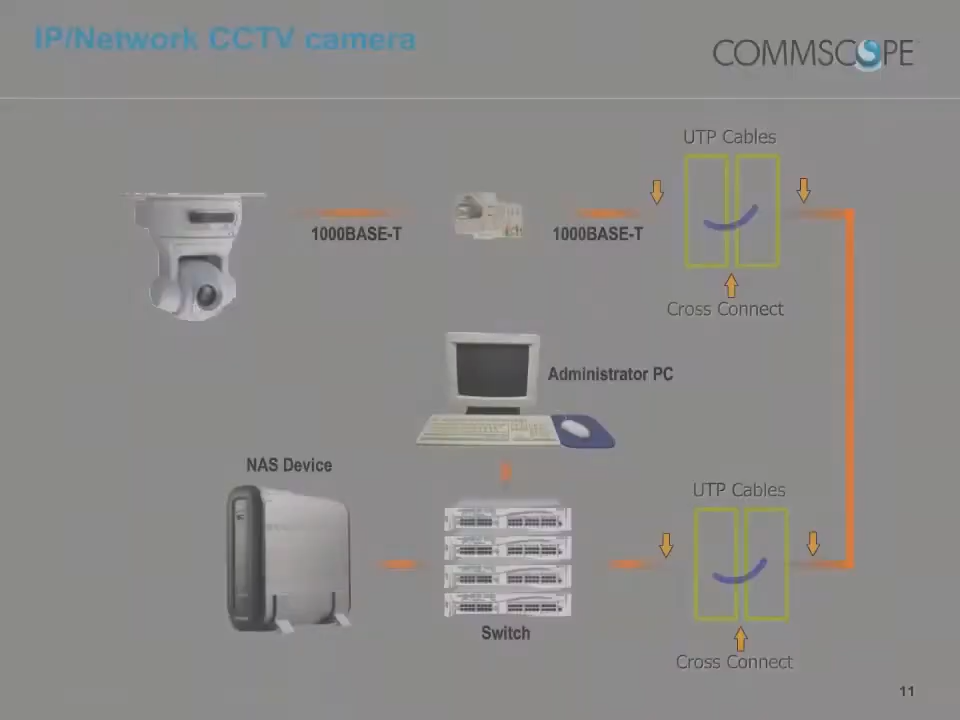 IP/Network CCTV camera
COMMSCOPE
UTP Cables
1000BASE-T
1000BASE-T
Cross Connect
Administrator PC
NAS Device
UTP Cables
Switch
Cross Connect
11